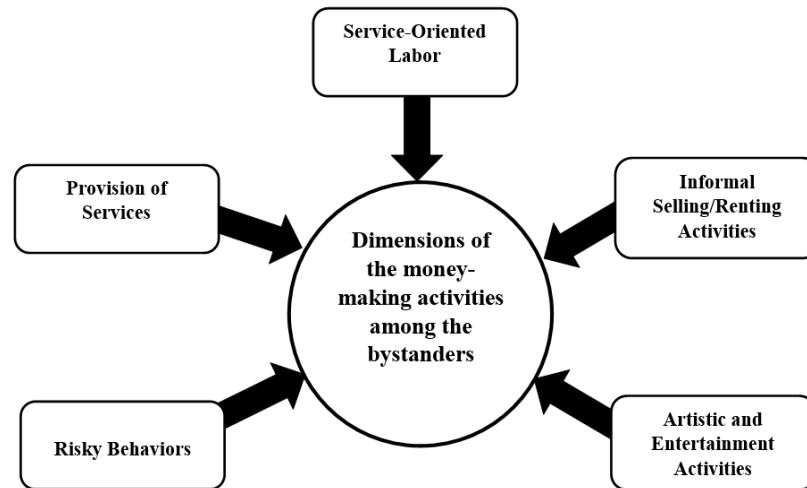 Service-Oriented
Labor
Provision of
Services
Informal
Selling/Renting
Activities
Dimensions of
the money-
making activities
among the
bystanders
Risky Behaviors
Artistic and
Entertainment
Activities